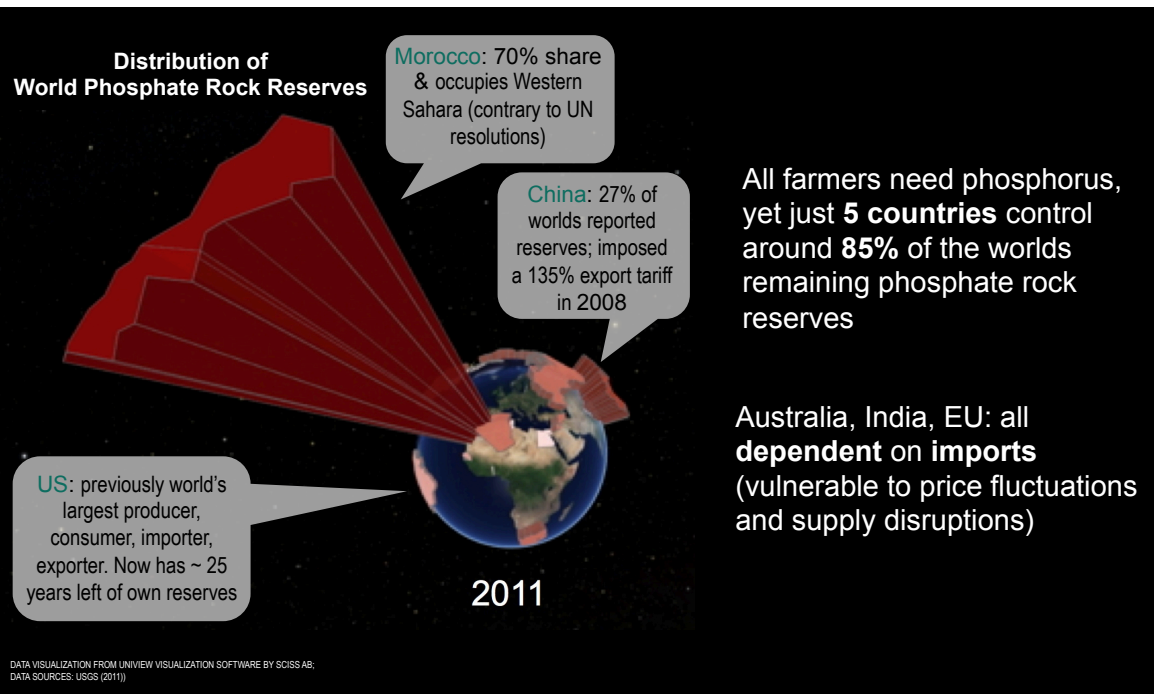 Distribution of
World Phosphate Rock Reserves
Morocco: 70% share
& occupies Western
Sahara (contrary to UN
resolutions)
China: 27% of
worlds reported
reserves; imposed
a 135% export tariff
in 2008
US: previously world's
largest producer,
consumer, importer,
exporter. Now has ~ 25
years left of own reserves
2011
All farmers need phosphorus,
yet just 5 countries control
around 85% of the worlds
remaining phosphate rock
reserves
Australia, India, EU: all
dependent on imports
(vulnerable to price fluctuations
and supply disruptions)
DATA VISUALIZATION FROM UNIVIEW VISUALIZATION SOFTWARE BY SCISS AB;
DATA SOURCES: USGS (2011))